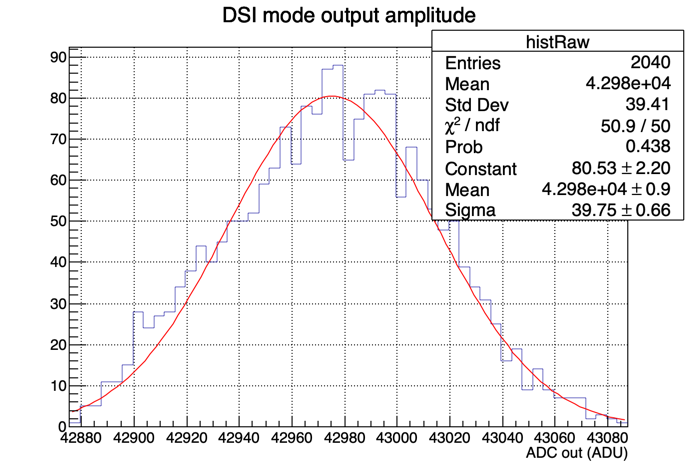 DSI mode output amplitude
histRaw
Entries 2040
Mean 4.298e+04
Std Dev 39.41
χ² / ndf 50.9 / 50
Prob 0.438
Constant 80.53 ± 2.20
Mean 4.298e+04 ± 0.9
Sigma 39.75 ± 0.66
90
80
70
60
50
40
30
20
10
0
42880 42900 42920 42940 42960 42980 43000 43020 43040 43060 43080
ADC out (ADU)